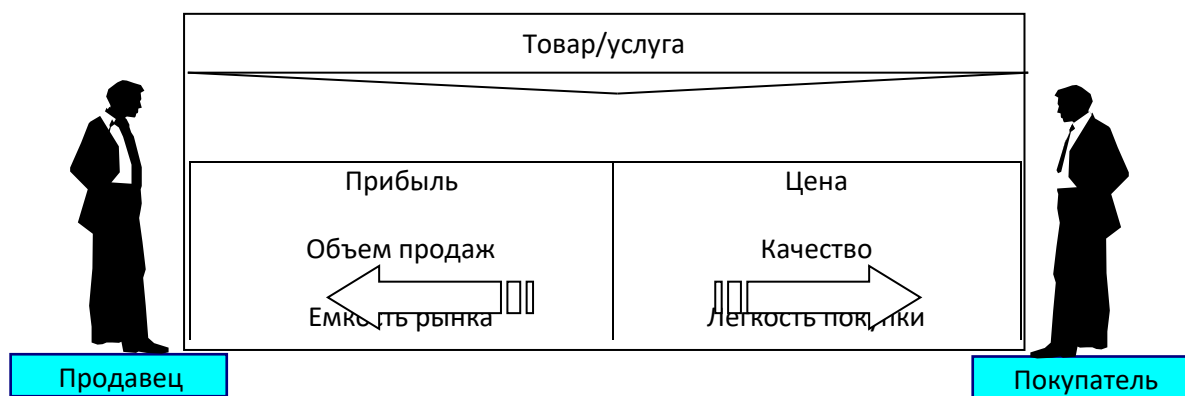 Товар/услуга
Прибыль
Цена
Объем продаж
Качество
Емкость рынка
Легкость покупки
Продавец
Покупатель